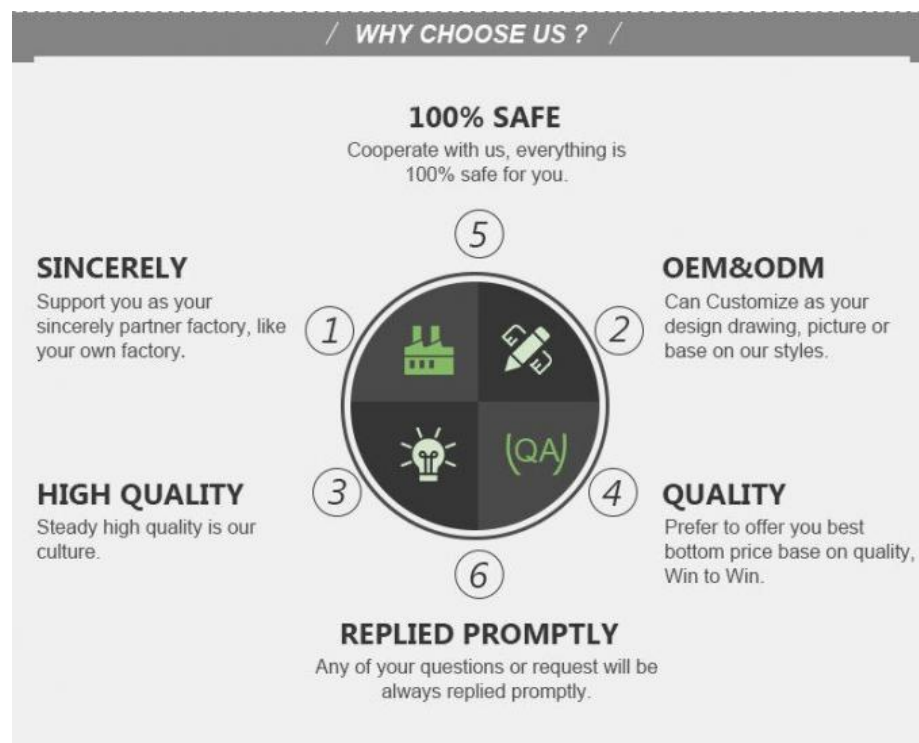 / WHY CHOOSE US ? /
100% SAFE
Cooperate with us, everything is
100% safe for you.
5
SINCERELY
Support you as your
sincerely partner factory, like
your own factory.
1
OEM&ODM
Can Customize as your
design drawing, picture or
base on our styles.
2
(QA)
HIGH QUALITY
Steady high quality is our
culture.
3
QUALITY
Prefer to offer you best
bottom price base on quality,
Win to Win.
4
6
REPLIED PROMPTLY
Any of your questions or request will be
always replied promptly.